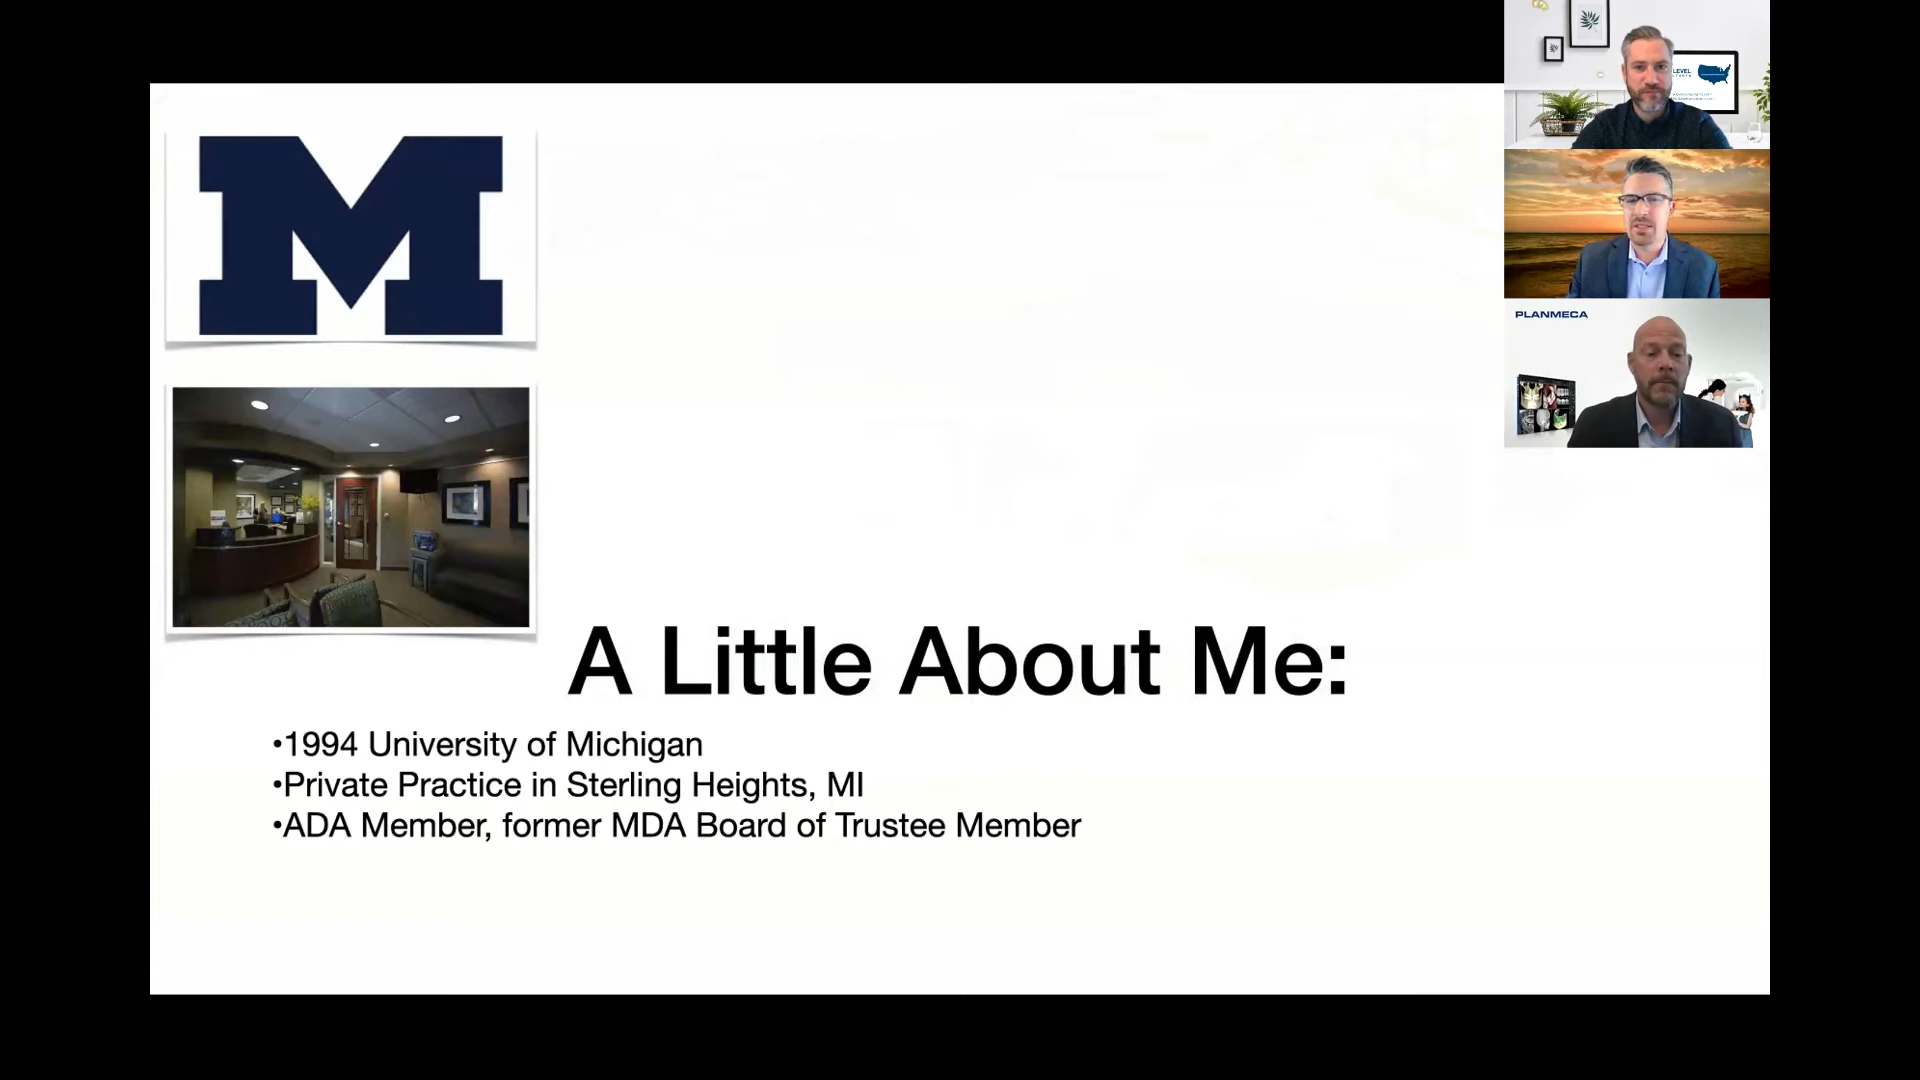 M
LEVEL
PLANMECA
A Little About Me:
•1994 University of Michigan
•Private Practice in Sterling Heights, MI
•ADA Member, former MDA Board of Trustee Member